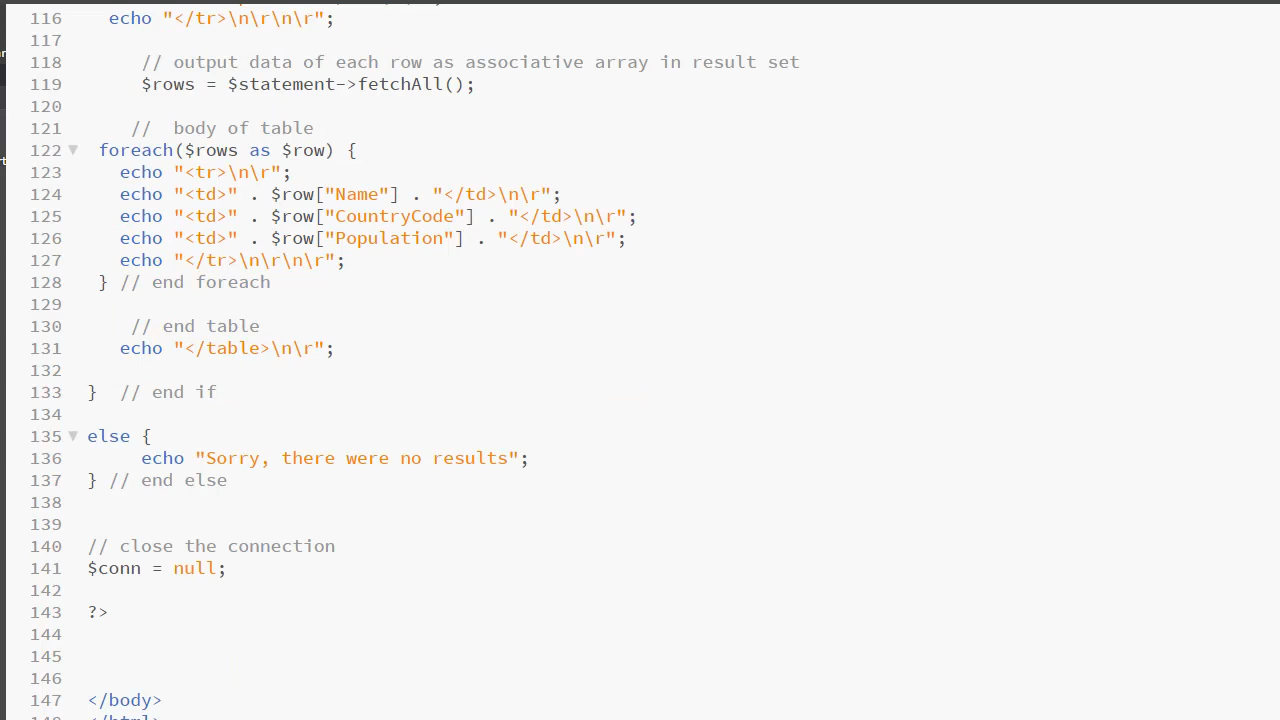 116 echo "</tr>\n\r\n\r";
117
118 // output data of each row as associative array in result set
119 $rows = $statement->fetchAll();
120
121 //  body of table
122 foreach($rows as $row) {
123 echo "<tr>\n\r";
124 echo "<td>" . $row["Name"] . "</td>\n\r";
125 echo "<td>" . $row["CountryCode"] . "</td>\n\r";
126 echo "<td>" . $row["Population"] . "</td>\n\r";
127 echo "</tr>\n\r\n\r";
128 } // end foreach
129
130 // end table
131 echo "</table>\n\r";
132
133 }  // end if
134
135 else {
136 echo "Sorry, there were no results";
137 } // end else
138
139
140 // close the connection
141 $conn = null;
142
143 ?>
144
145
146
147 </body>
148 </html>